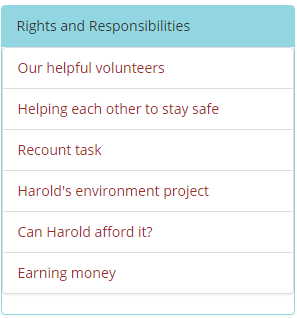 Rights and Responsibilities
Our helpful volunteers
Helping each other to stay safe
Recount task
Harold's environment project
Can Harold afford it?
Earning money